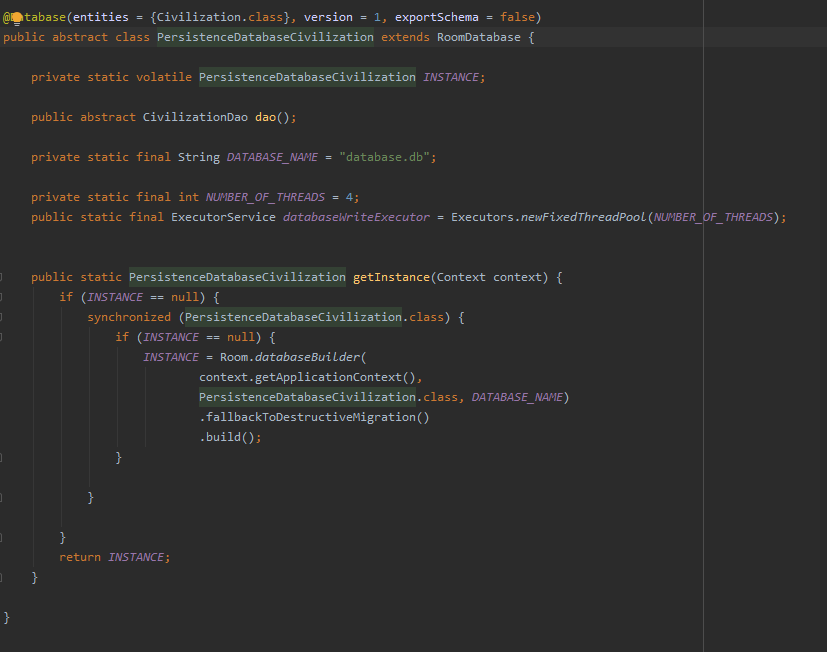 @Database(entities = {Civilization.class}, version = 1, exportSchema = false)
public abstract class PersistenceDatabaseCivilization extends RoomDatabase {
private static volatile PersistenceDatabaseCivilization INSTANCE;
public abstract CivilizationDao dao();
private static final String DATABASE_NAME = "database.db";
private static final int NUMBER_OF_THREADS = 4;
public static final ExecutorService databaseWriteExecutor = Executors.newFixedThreadPool(NUMBER_OF_THREADS);
public static PersistenceDatabaseCivilization getInstance(Context context) {
if (INSTANCE == null) {
synchronized (PersistenceDatabaseCivilization.class) {
if (INSTANCE == null) {
INSTANCE = Room.databaseBuilder(
context.getApplicationContext(),
PersistenceDatabaseCivilization.class, DATABASE_NAME)
.fallbackToDestructiveMigration()
.build();
}
}
}
return INSTANCE;
}
}